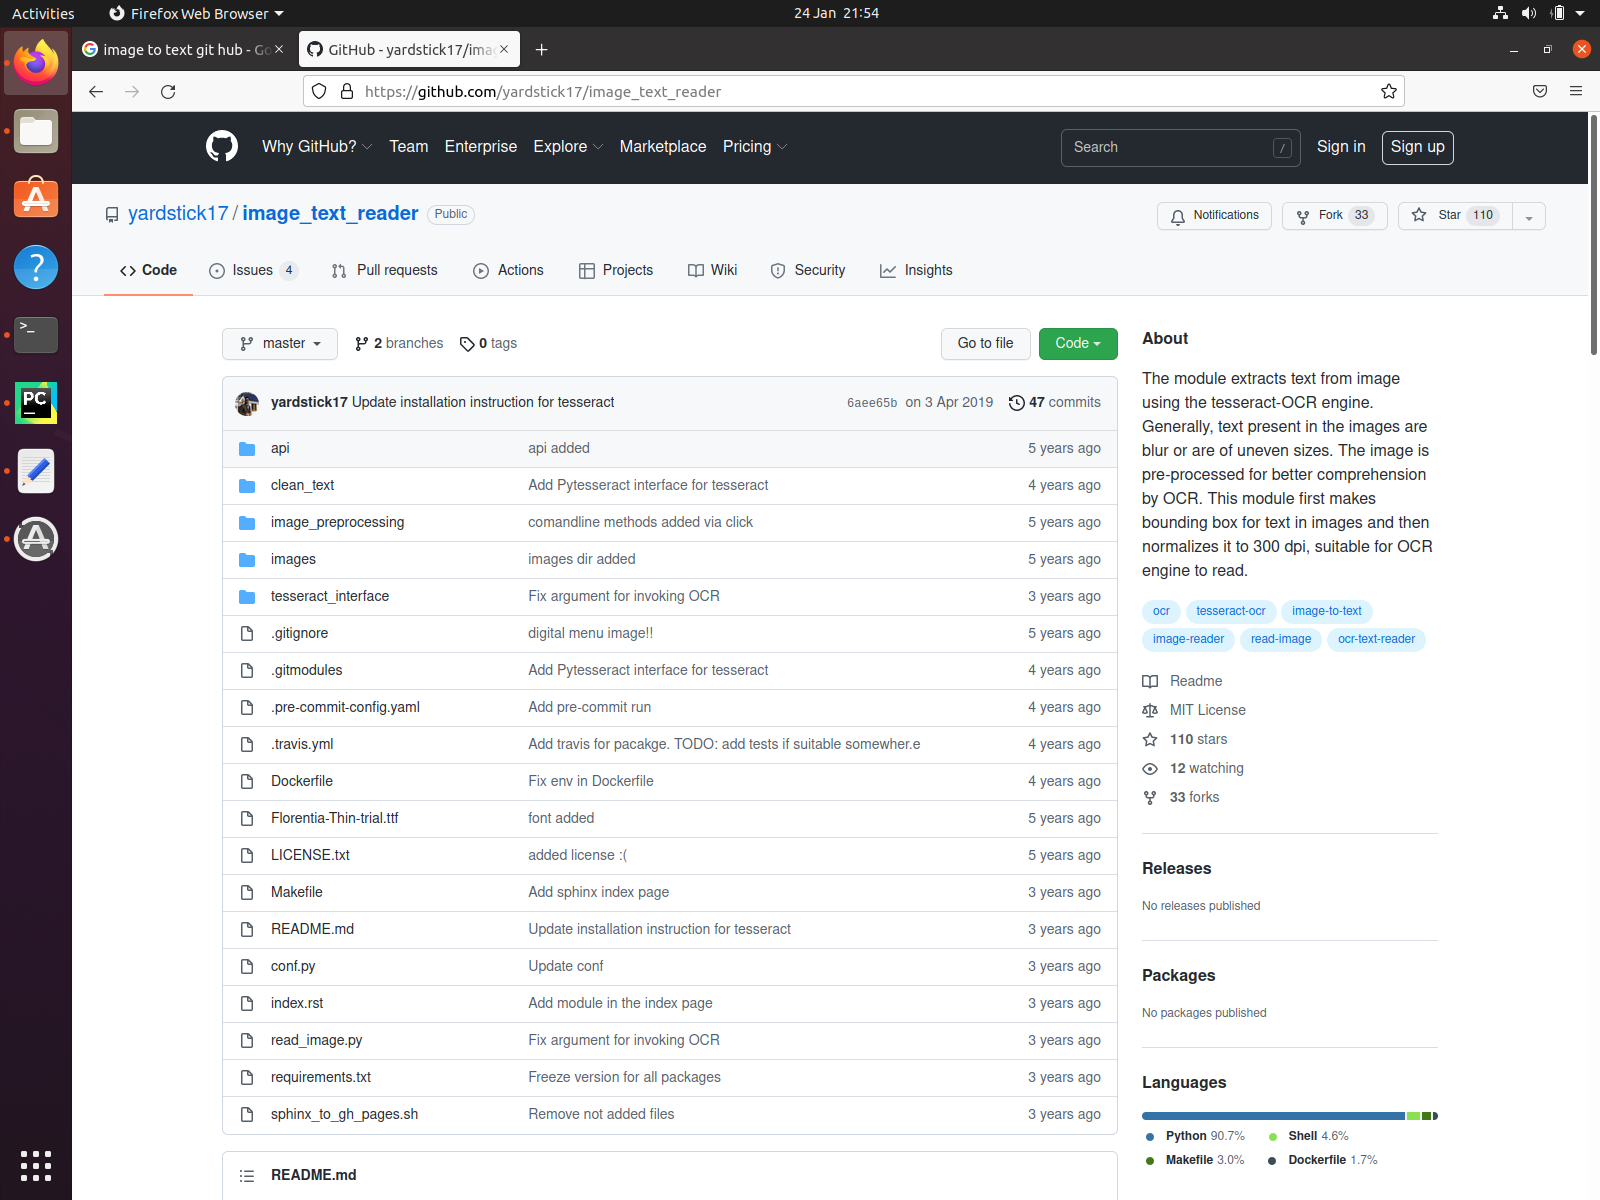 Activities Firefox Web Browser 24 Jan 21:54
image to text git hub - Go GitHub - yardstick17/imag
https://github.com/yardstick17/image_text_reader
Why GitHub? Team Enterprise Explore Marketplace Pricing Search / Sign in Sign up
yardstick17 / image_text_reader Public Notifications Fork 33 Star 110
Code Issues 4 Pull requests Actions Projects Wiki Security Insights
master 2 branches 0 tags Go to file Code
yardstick17 Update installation instruction for tesseract 6aee65b on 3 Apr 2019 47 commits
api api added 5 years ago
clean_text Add Pytesseract interface for tesseract 4 years ago
image_preprocessing comandline methods added via click 5 years ago
images images dir added 5 years ago
tesseract_interface Fix argument for invoking OCR 3 years ago
.gitignore digital menu image!! 5 years ago
.gitmodules Add Pytesseract interface for tesseract 4 years ago
.pre-commit-config.yaml Add pre-commit run 4 years ago
.travis.yml Add travis for pacakge. TODO: add tests if suitable somewher.e 4 years ago
Dockerfile Fix env in Dockerfile 4 years ago
Florentia-Thin-trial.ttf font added 5 years ago
LICENSE.txt added license :( 5 years ago
Makefile Add sphinx index page 3 years ago
README.md Update installation instruction for tesseract 3 years ago
conf.py Update conf 3 years ago
index.rst Add module in the index page 3 years ago
read_image.py Fix argument for invoking OCR 3 years ago
requirements.txt Freeze version for all packages 3 years ago
sphinx_to_gh_pages.sh Remove not added files 3 years ago
README.md
About
The module extracts text from image
using the tesseract-OCR engine.
Generally, text present in the images are
blur or are of uneven sizes. The image is
pre-processed for better comprehension
by OCR. This module first makes
bounding box for text in images and then
normalizes it to 300 dpi, suitable for OCR
engine to read.
ocr tesseract-ocr image-to-text
image-reader read-image ocr-text-reader
Readme
MIT License
110 stars
12 watching
33 forks
Releases
No releases published
Packages
No packages published
Languages
Python 90.7% Shell 4.6%
Makefile 3.0% Dockerfile 1.7%
? 
>_
PC